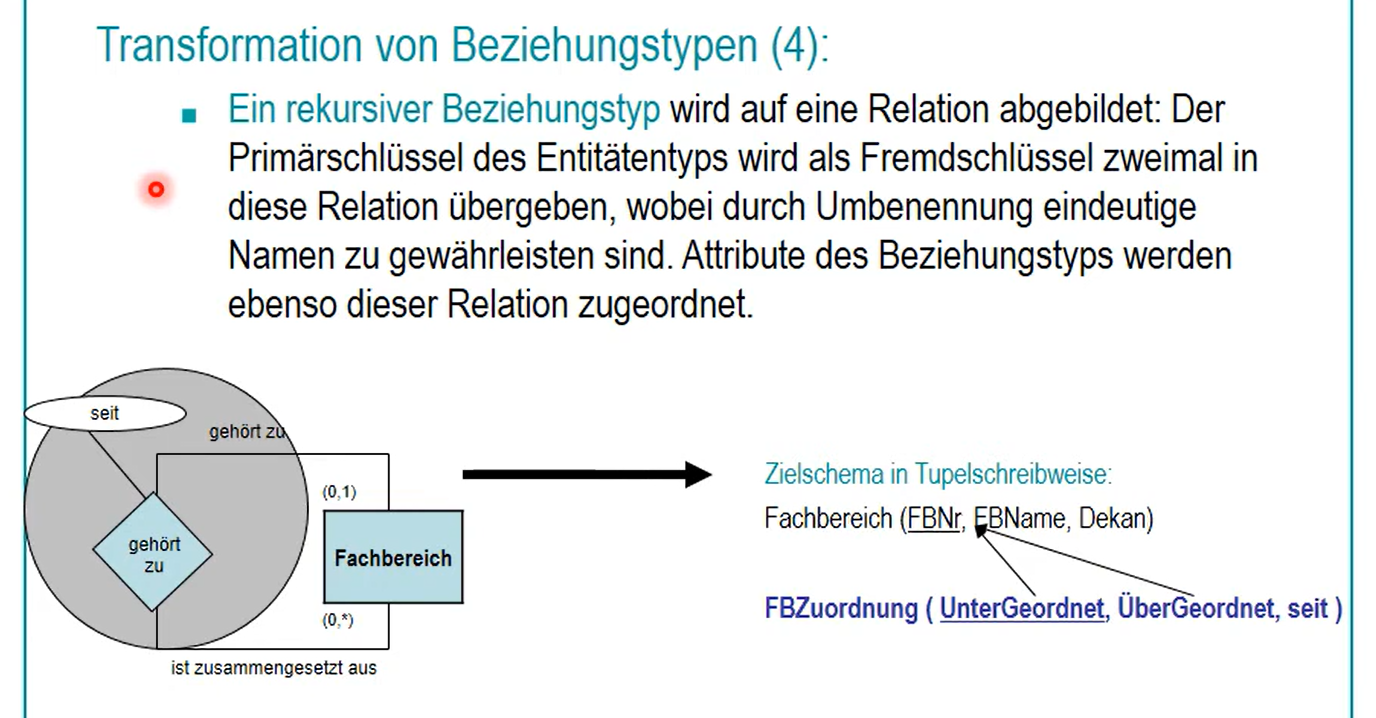 Transformation von Beziehungstypen (4):
Ein rekursiver Beziehungstyp wird auf eine Relation abgebildet: Der
Primärschlüssel des Entitätentyps wird als Fremdschlüssel zweimal in
diese Relation übergeben, wobei durch Umbenennung eindeutige
Namen zu gewährleisten sind. Attribute des Beziehungstyps werden
ebenso dieser Relation zugeordnet.
seit
gehört zu
(0,1)
gehört
zu
Fachbereich
(0,*)
ist zusammengesetzt aus
Zielschema in Tupelschreibweise:
Fachbereich (FBNr, FBName, Dekan)
FBZuordnung ( UnterGeordnet, ÜberGeordnet, seit )